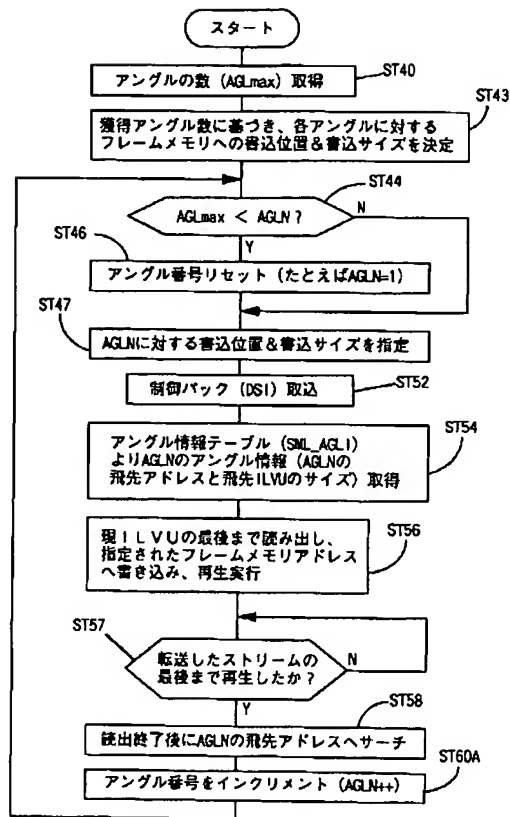 スタート
アングルの数 (AGLmax) 取得
ST40
獲得アングル数に基づき、各アングルに対する
フレームメモリへの書込位置&書込サイズを決定
ST43
AGLmax < AGLN?
ST44
N
Y
ST46
アングル番号リセット (たとえばAGLN=1)
ST47
AGLNに対する書込位置&書込サイズを指定
制御パック (DSI) 取込
ST52
アングル情報テーブル (SML_AGLI)
よりAGLNのアングル情報 (AGLNの
飛先アドレスと飛先ILVUのサイズ) 取得
ST54
現ILVUの最後まで読み出し、
指定されたフレームメモリアドレス
へ書き込み、再生実行
ST56
ST57
転送したストリームの
最後まで再生したか?
N
Y
ST58
読出終了後にAGLNの飛先アドレスへサーチ
ST60A
アングル番号をインクリメント (AGLN++)